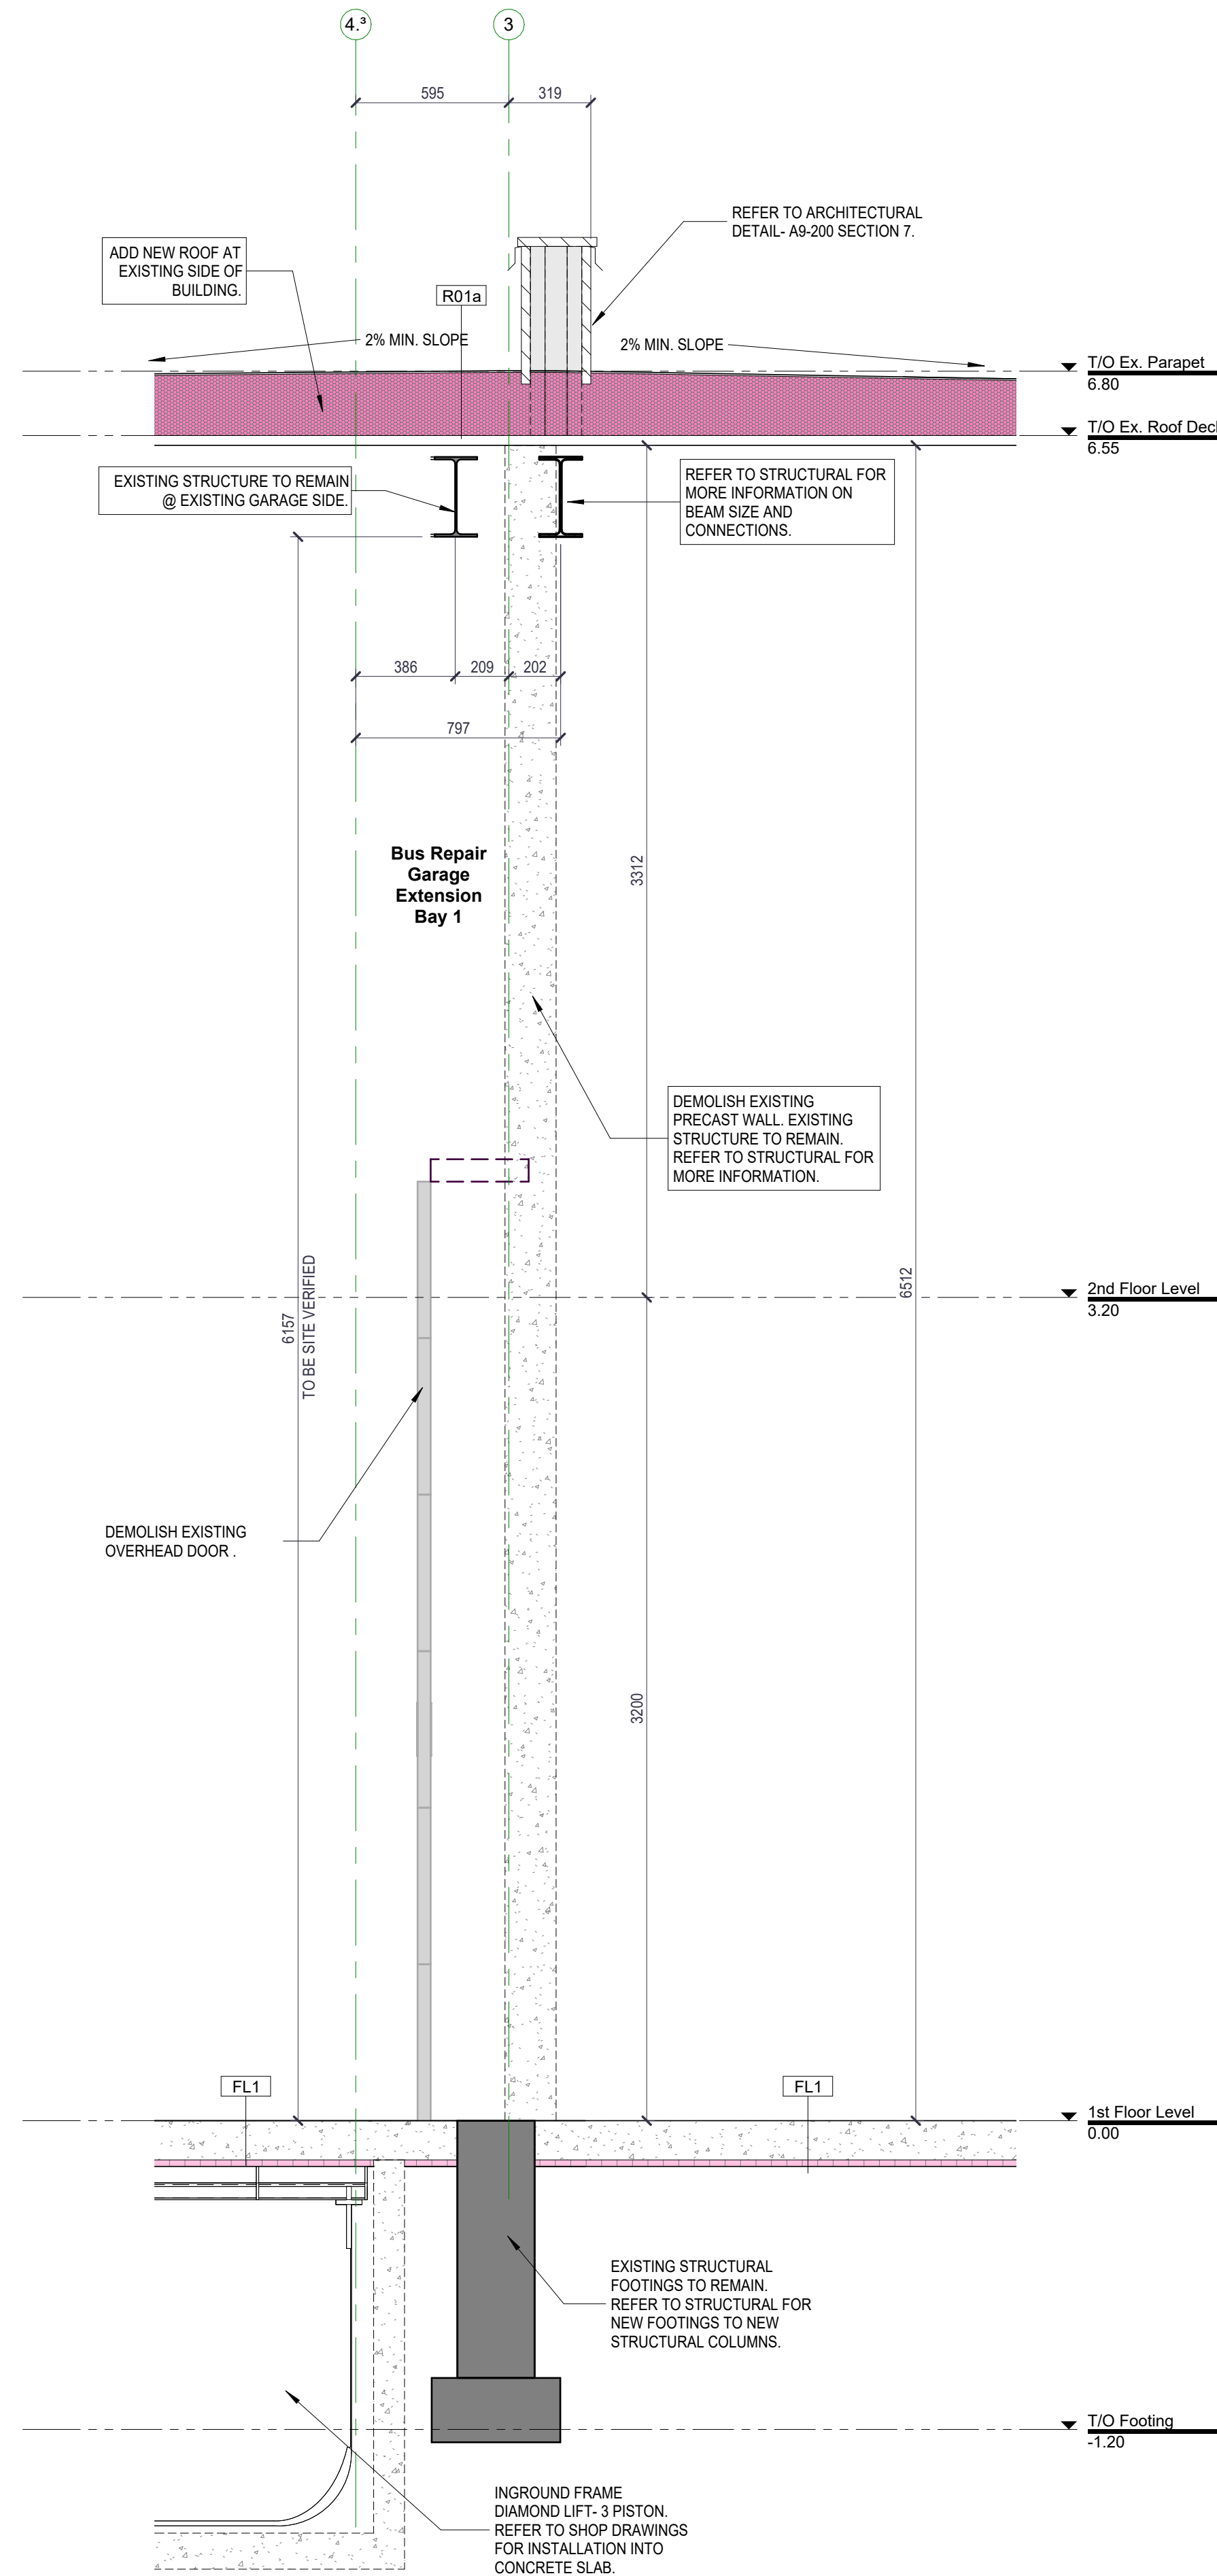 4.³
3
595
319
REFER TO ARCHITECTURAL
DETAIL- A9-200 SECTION 7.
ADD NEW ROOF AT
EXISTING SIDE OF
BUILDING.
R01a
2% MIN. SLOPE
2% MIN. SLOPE
T/O Ex. Parapet
6.80
T/O Ex. Roof Deck
6.55
EXISTING STRUCTURE TO REMAIN
@ EXISTING GARAGE SIDE.
REFER TO STRUCTURAL FOR
MORE INFORMATION ON
BEAM SIZE AND
CONNECTIONS.
386
209
202
797
Bus Repair
Garage
Extension
Bay 1
3312
DEMOLISH EXISTING
PRECAST WALL. EXISTING
STRUCTURE TO REMAIN.
REFER TO STRUCTURAL FOR
MORE INFORMATION.
6157
TO BE SITE VERIFIED
6512
2nd Floor Level
3.20
DEMOLISH EXISTING
OVERHEAD DOOR .
3200
FL1
FL1
1st Floor Level
0.00
EXISTING STRUCTURAL
FOOTINGS TO REMAIN.
REFER TO STRUCTURAL FOR
NEW FOOTINGS TO NEW
STRUCTURAL COLUMNS.
T/O Footing
-1.20
INGROUND FRAME
DIAMOND LIFT- 3 PISTON.
REFER TO SHOP DRAWINGS
FOR INSTALLATION INTO
CONCRETE SLAB.